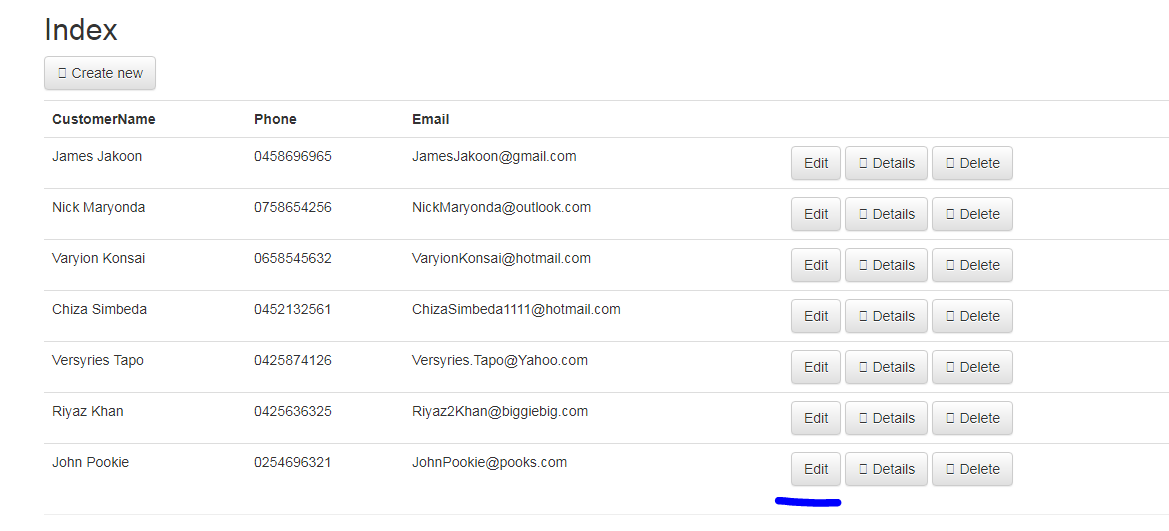 Index
Create new
CustomerName Phone Email
James Jakoon 0458696965 JamesJakoon@gmail.com Edit Details Delete
Nick Maryonda 0758654256 NickMaryonda@outlook.com Edit Details Delete
Varyion Konsai 0658545632 VaryionKonsai@hotmail.com Edit Details Delete
Chiza Simbeda 0452132561 ChizaSimbeda1111@hotmail.com Edit Details Delete
Versyries Tapo 0425874126 Versyries.Tapo@Yahoo.com Edit Details Delete
Riyaz Khan 0425636325 Riyaz2Khan@biggiebig.com Edit Details Delete
John Pookie 0254696321 JohnPookie@pooks.com Edit Details Delete